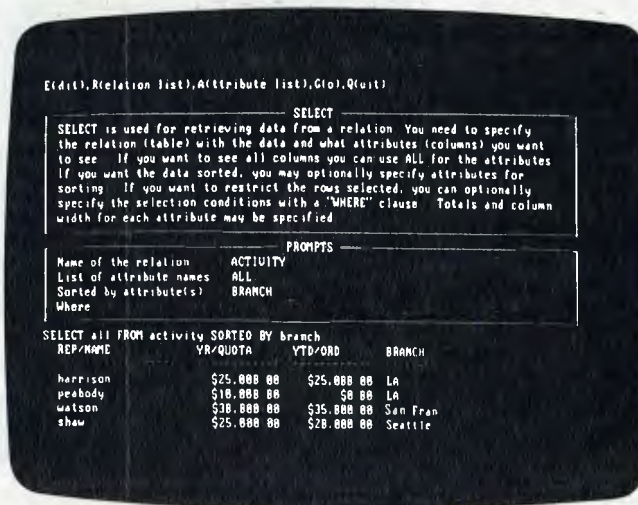 E(dit),R(elation list),A(ttribute list),G(o),Q(uit)
SELECT
SELECT is used for retrieving data from a relation You need to specify
the relation (table) with the data and what attributes (columns) you want
to see If you want to see all columns you can use ALL for the attributes
If you want the data sorted, you may optionally specify attributes for
sorting If you want to restrict the rows selected, you can optionally
specify the selection conditions with a "WHERE" clause Totals and column
width for each attribute may be specified
PROMPTS
Name of the relation ACTIVITY
List of attribute names ALL
Sorted by attribute(s) BRANCH
Where
SELECT all FROM activity SORTED BY branch
REP/NAME YR/QUOTA YTD/ORD BRANCH
harrison $25.000 00 $25.000 00 LA
peabody $10.000 00 $0 00 LA
watson $30.000 00 $35.000 00 San Fran
shaw $25.000 00 $20.000 00 Seattle